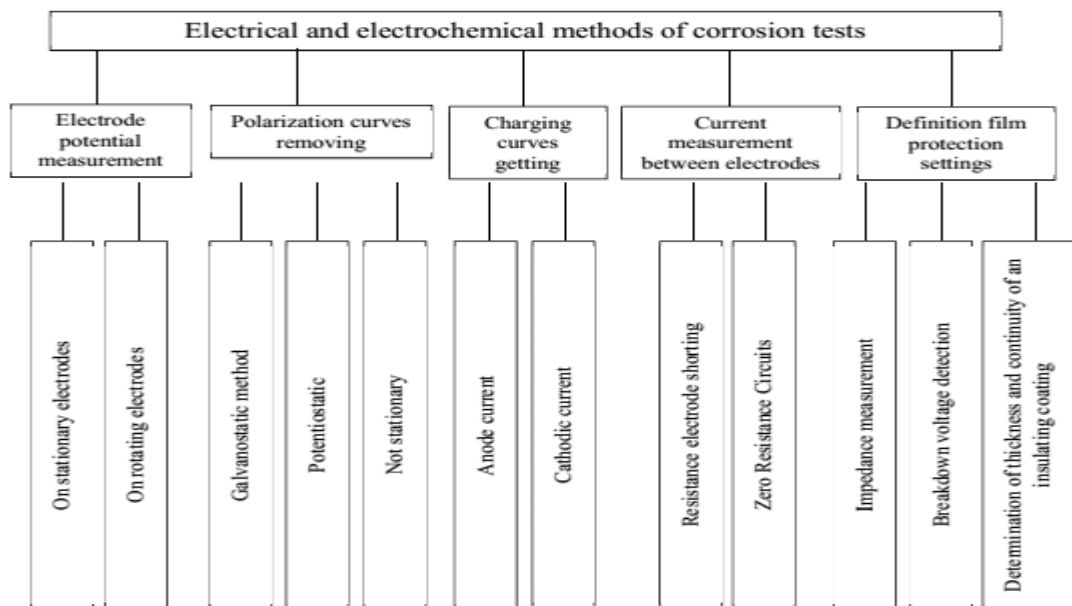 Electrical and electrochemical methods of corrosion tests
Electrode
potential
measurement
Polarization curves
removing
Charging
curves
getting
Current
measurement
between electrodes
Definition film
protection
settings
On stationary electrodes
On rotating electrodes
Galvanostatic method
Potentiostatic
Not stationary
Anode current
Cathodic current
Resistance electrode shorting
Zero Resistance Circuits
Impedance measurement
Breakdown voltage detection
Determination of thickness and continuity of an
insulating coating